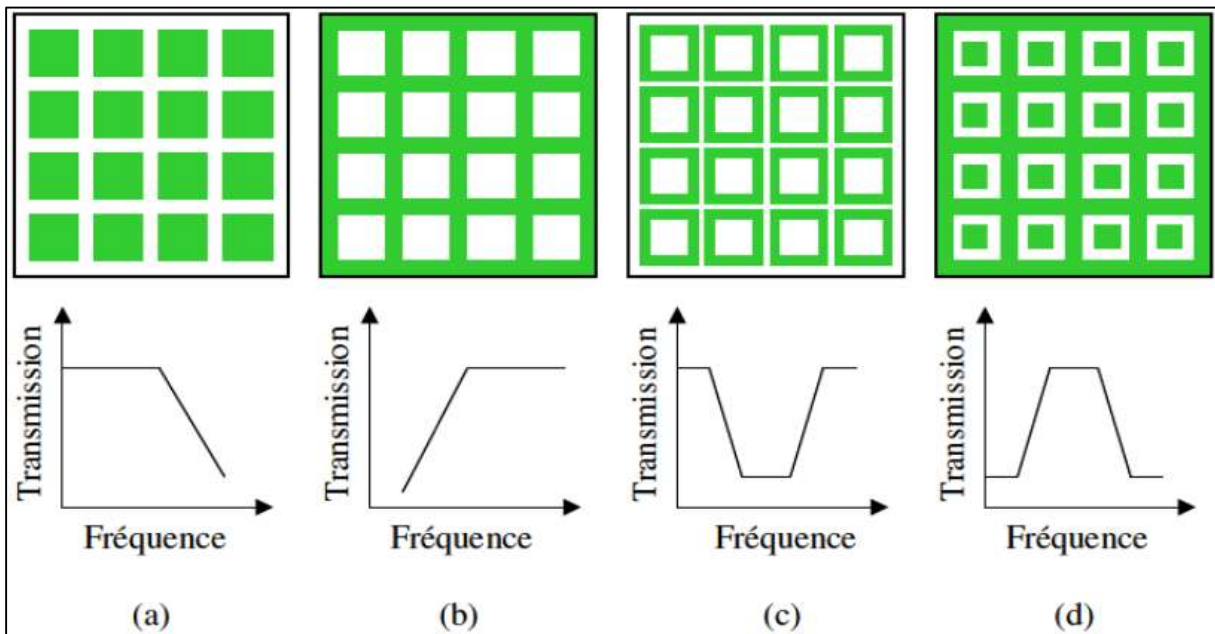 Transmission
Fréquence
(a)
Transmission
Fréquence
(b)
Transmission
Fréquence
(c)
Transmission
Fréquence
(d)